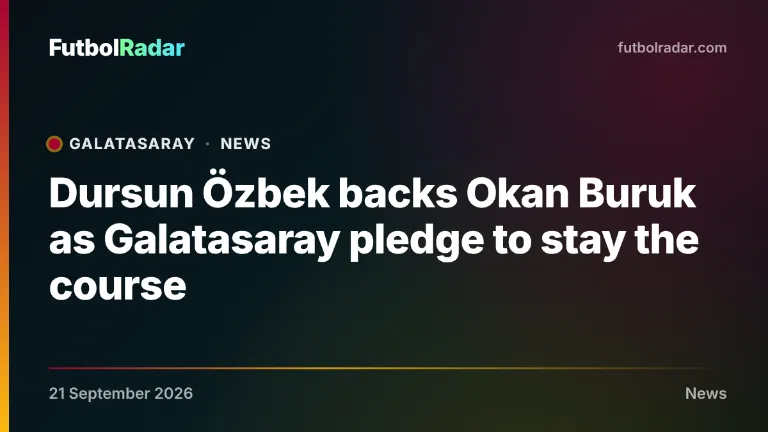 FutbolRadar
futbolradar.com
GALATASARAY · NEWS
Dursun Özbek backs Okan Buruk
as Galatasaray pledge to stay the
course
21 September 2026
News